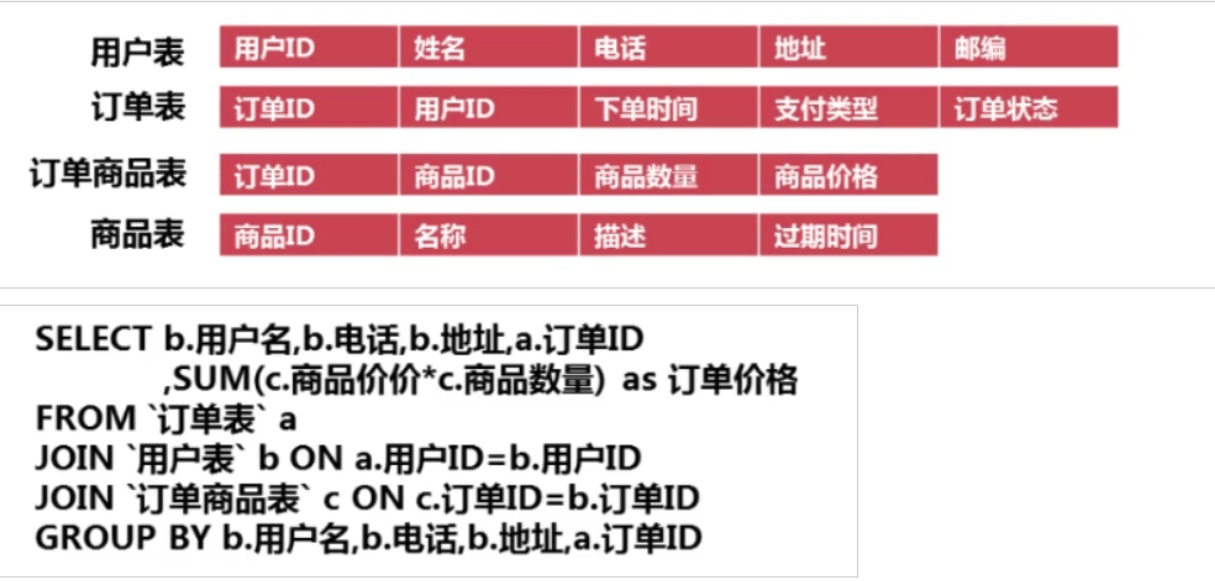 用户表 用户ID 姓名 电话 地址 邮编
订单表 订单ID 用户ID 下单时间 支付类型 订单状态
订单商品表 订单ID 商品ID 商品数量 商品价格
商品表 商品ID 名称 描述 过期时间
SELECT b.用户名,b.电话,b.地址,a.订单ID
,SUM(c.商品价价*c.商品数量) as 订单价格
FROM `订单表` a
JOIN `用户表` b ON a.用户ID=b.用户ID
JOIN `订单商品表` c ON c.订单ID=b.订单ID
GROUP BY b.用户名,b.电话,b.地址,a.订单ID